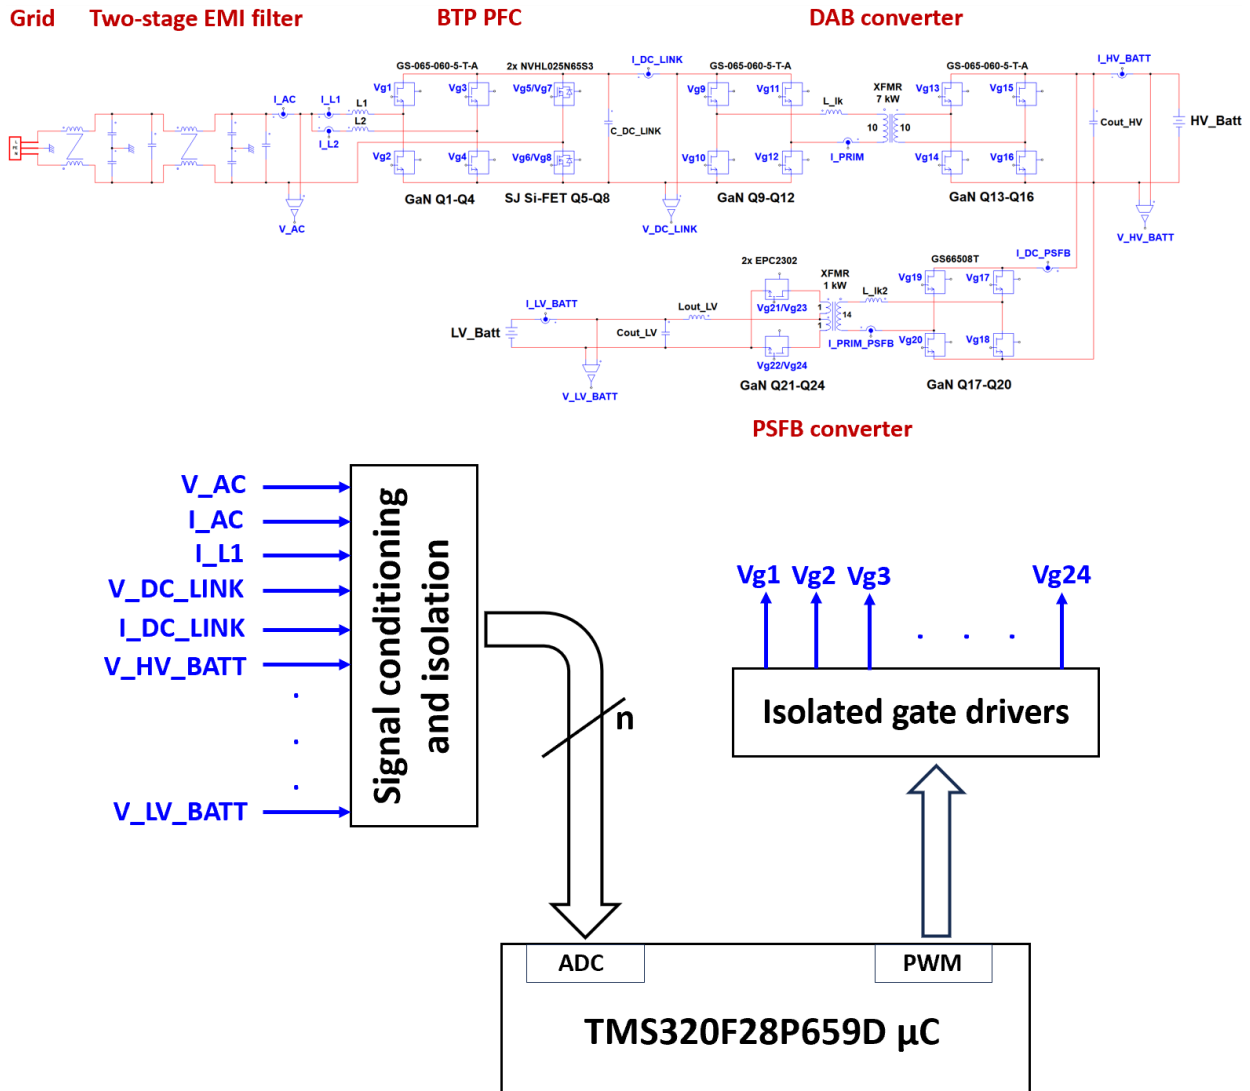 Grid Two-stage EMI filter BTP PFC DAB converter
I_DC_LINK I_HV_BATT
GS-065-060-5-T-A 2x NVHL025N65S3 GS-065-060-5-T-A XFMR GS-065-060-5-T-A
7 kW
Vg1 Vg3 Vg5/Vg7 Vg9 Vg11 Vg13 Vg15
I_AC I_L1 L1 L_lk
L2 C_DC_LINK 10 10 Cout_HV HV_Batt
I_L2 I_PRIM
Vg2 Vg4 Vg6/Vg8 Vg10 Vg12 Vg14 Vg16
GaN Q1-Q4 SJ Si-FET Q5-Q8 GaN Q9-Q12 GaN Q13-Q16
V_AC V_DC_LINK V_HV_BATT
I_DC_PSFB
2x EPC2302 XFMR GS66508T
1 kW
Vg19 Vg17
L_lk2
I_LV_BATT Lout_LV Vg21/Vg23 1 14
LV_Batt Cout_LV 1
I_PRIM_PSFB Vg20 Vg18
Vg22/Vg24
V_LV_BATT GaN Q21-Q24 GaN Q17-Q20
PSFB converter
V_AC
I_AC
I_L1
V_DC_LINK
I_DC_LINK
V_HV_BATT
.
.
.
V_LV_BATT
Signal conditioning
and isolation
n
Vg1 Vg2 Vg3 . . . Vg24
Isolated gate drivers
ADC PWM
TMS320F28P659D µC